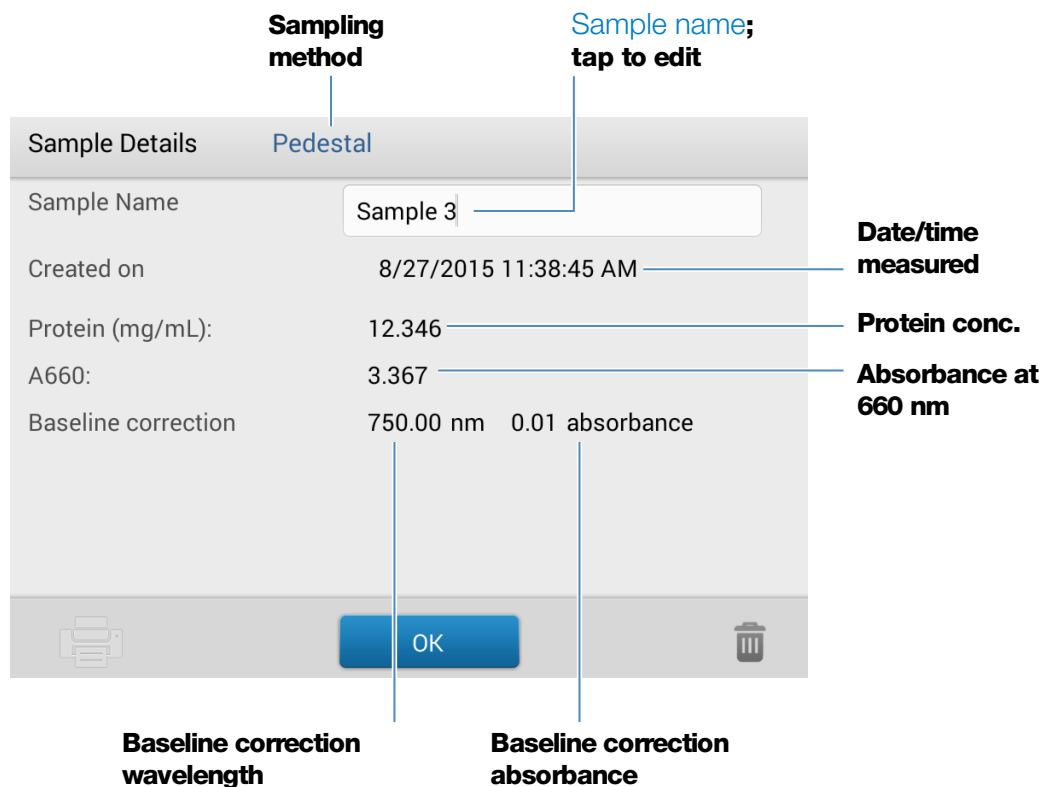 Sampling
method
Sample name;
tap to edit
Sample Details Pedestal
Sample Name Sample 3
Date/time
measured
Created on 8/27/2015 11:38:45 AM
Protein (mg/mL): 12.346
Protein conc.
A660: 3.367
Absorbance at
660 nm
Baseline correction 750.00 nm 0.01 absorbance
OK
Baseline correction
wavelength
Baseline correction
absorbance